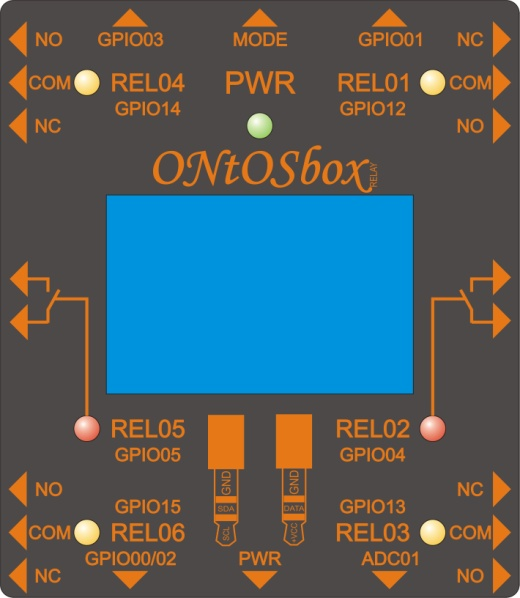 NO GPIO03 MODE GPIO01 NC
COM REL04 PWR REL01 COM
GPIO14 GPIO12
NC NO
ONtOSbox RELAY
REL05 REL02
GPIO05 GPIO04
GND GND
NO NC
SDA DATA
GPIO15 GPIO13
COM REL06 SCL +VCC REL03 COM
GPIO00/02 PWR ADC01
NC NO